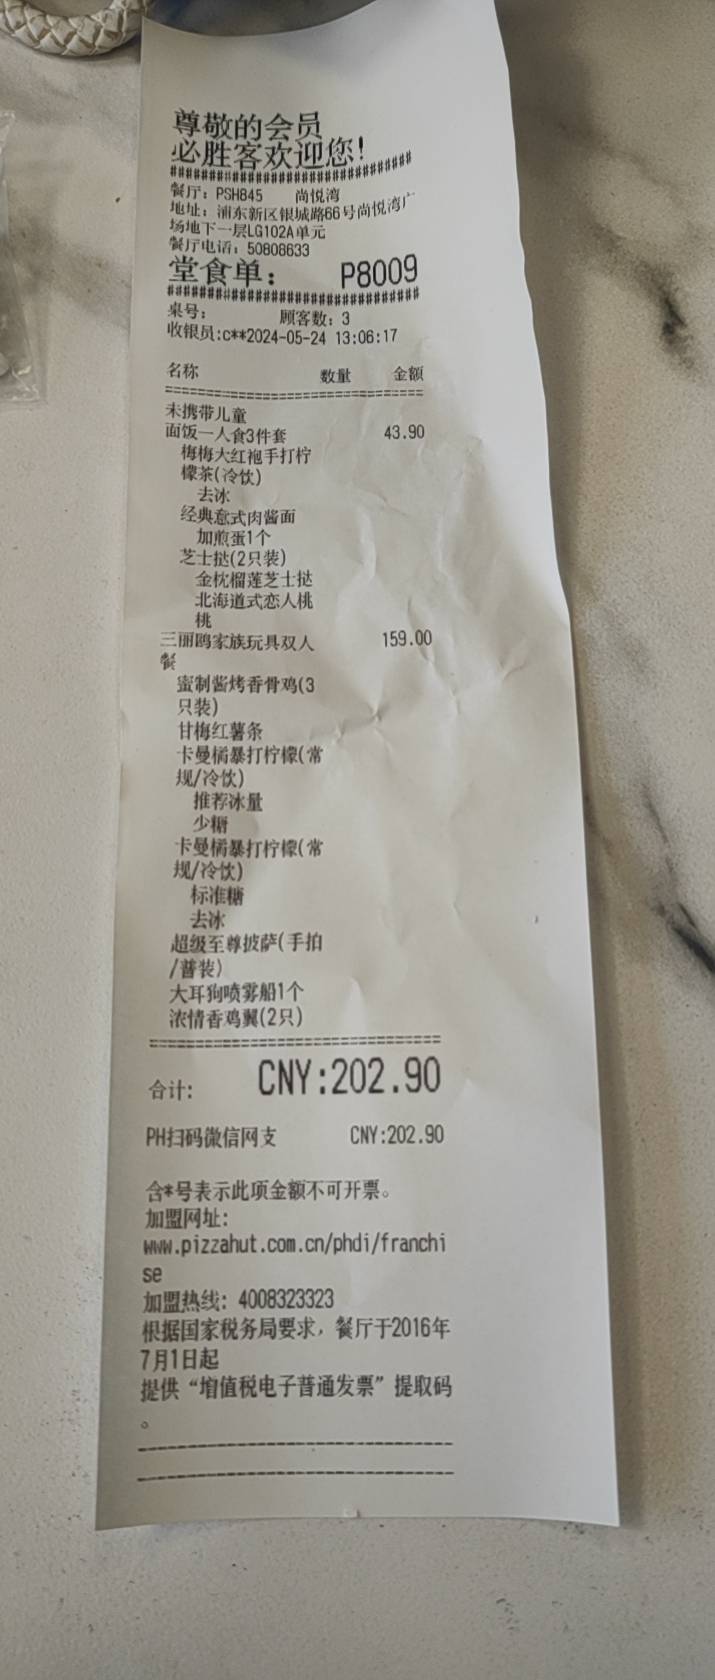 尊敬的会员
必胜客欢迎您!
####################################
餐厅: PSH845 尚悦湾
地址: 浦东新区银城路66号尚悦湾广
场地下一层LG102A单元
餐厅电话: 50808633
堂食单: P8009
####################################
桌号: 顾客数: 3
收银员:c**2024-05-24 13:06:17
名称 数量 金额
====================================
未携带儿童
面饭一人食3件套 43.90
梅梅大红袍手打柠
檬茶(冷饮)
去冰
经典意式肉酱面
加煎蛋1个
芝士挞(2只装)
金枕榴莲芝士挞
北海道式恋人桃
桃
三丽鸥家族玩具双人 159.00
餐
蜜制酱烤香骨鸡(3
只装)
甘梅红薯条
卡曼橘暴打柠檬(常
规/冷饮)
推荐冰量
少糖
卡曼橘暴打柠檬(常
规/冷饮)
标准糖
去冰
超级至尊披萨(手拍
/普装)
大耳狗喷雾船1个
浓情香鸡翼(2只)
====================================
合计: CNY:202.90
PH扫码微信网支 CNY:202.90
含*号表示此项金额不可开票。
加盟网址:
www.pizzahut.com.cn/phdi/franchi
se
加盟热线: 4008323323
根据国家税务局要求，餐厅于2016年
7月1日起
提供“增值税电子普通发票”提取码
。
------------------------------------
------------------------------------